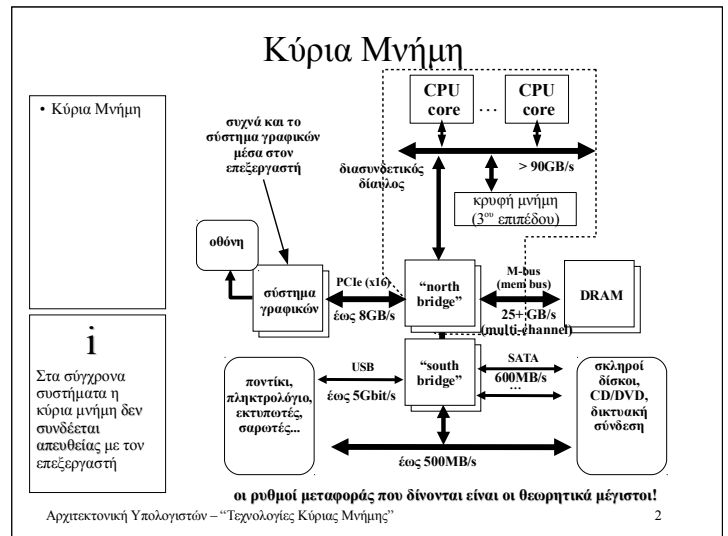 Κύρια Μνήμη
• Κύρια Μνήμη
i
Στα σύγχρονα
συστήματα η
κύρια μνήμη δεν
συνδέεται
απευθείας με τον
επεξεργαστή
συχνά και το
σύστημα γραφικών
μέσα στον
επεξεργαστή
CPU
core
…
CPU
core
διασυνδετικός
δίαυλος
> 90GB/s
κρυφή μνήμη
(3ου επιπέδου)
οθόνη
σύστημα
γραφικών
PCIe (x16)
έως 8GB/s
“north
bridge”
M-bus
(mem bus)
25+ GB/s
(multi-channel)
DRAM
ποντίκι,
πληκτρολόγιο,
εκτυπωτές,
σαρωτές...
USB
έως 5Gbit/s
“south
bridge”
SATA
600MB/s
...
σκληροί
δίσκοι,
CD/DVD,
δικτυακή
σύνδεση
έως 500MB/s
οι ρυθμοί μεταφοράς που δίνονται είναι οι θεωρητικά μέγιστοι!
Αρχιτεκτονική Υπολογιστών – “Τεχνολογίες Κύριας Μνήμης”
2